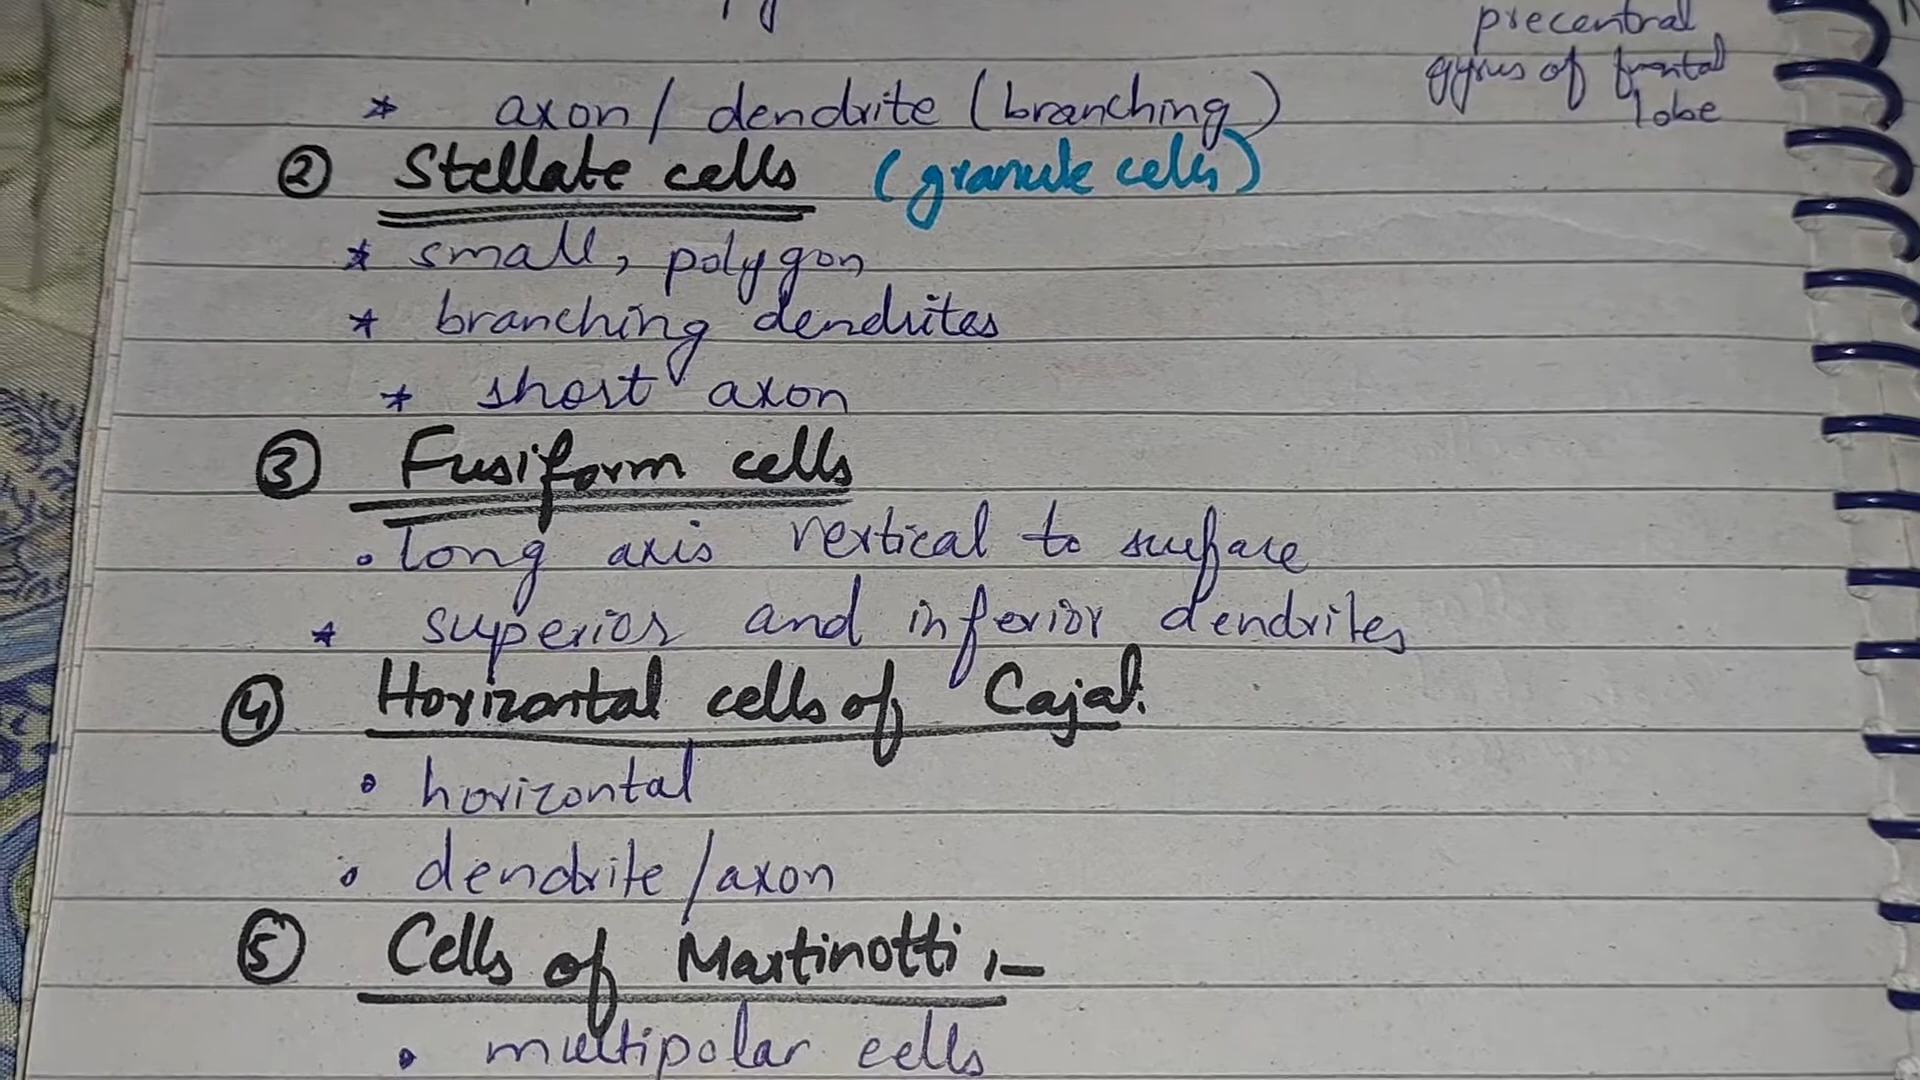 precentral
gyrus of frontal
lobe
* axon / dendrite (branching)
② Stellate cells (granule cells)
* small, polygon
* branching dendrites
* short axon
③ Fusiform cells
• long axis vertical to surface
* superior and inferior dendrites
④ Horizontal cells of Cajal:
• horizontal
• dendrite / axon
⑤ Cells of Martinotti :-
• multipolar cells